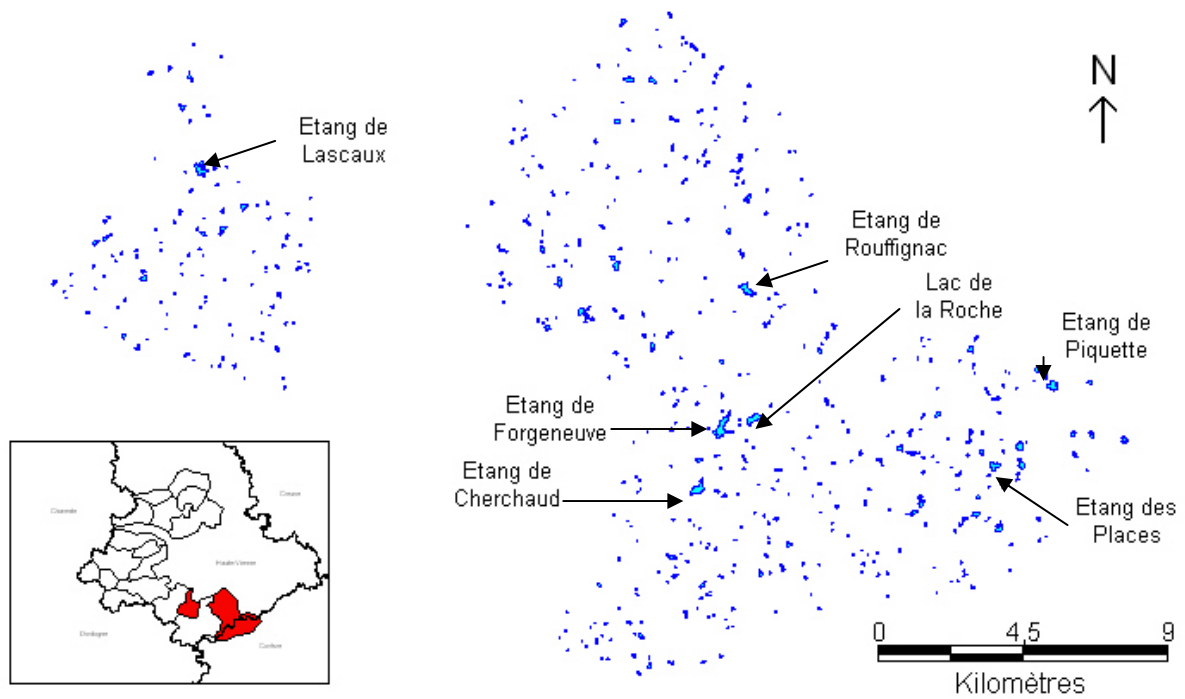 N
Etang de
Lascaux
Etang de
Rouffignac
Lac de
la Roche
Etang de
Piquette
Etang de
Forgeneuve
Etang de
Cherchaud
Etang des
Places
Creuse
Charente
Haute-Vienne
Dordogne
Corrèze
0 4,5 9
Kilomètres